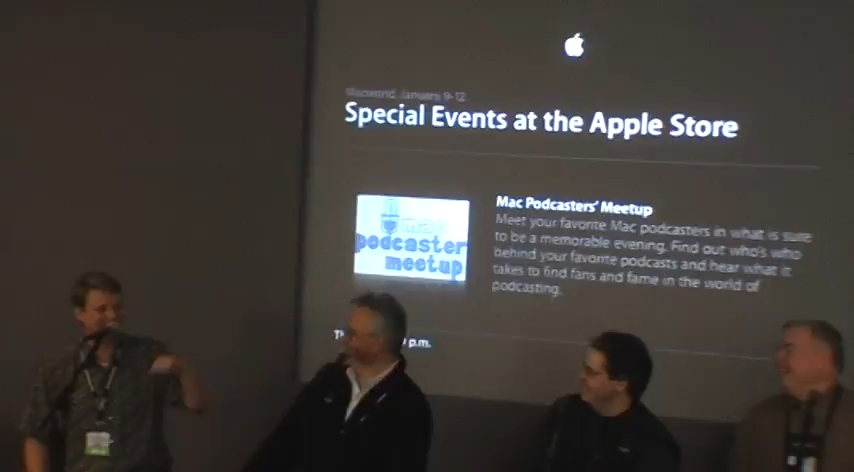 Macworld January 9-12
Special Events at the Apple Store
mac
podcaster
meetup
Mac Podcasters' Meetup
Meet your favorite Mac podcasters in what is sure
to be a memorable evening. Find out who's who
behind your favorite podcasts and hear what it
takes to find fans and fame in the world of
podcasting.
p.m.